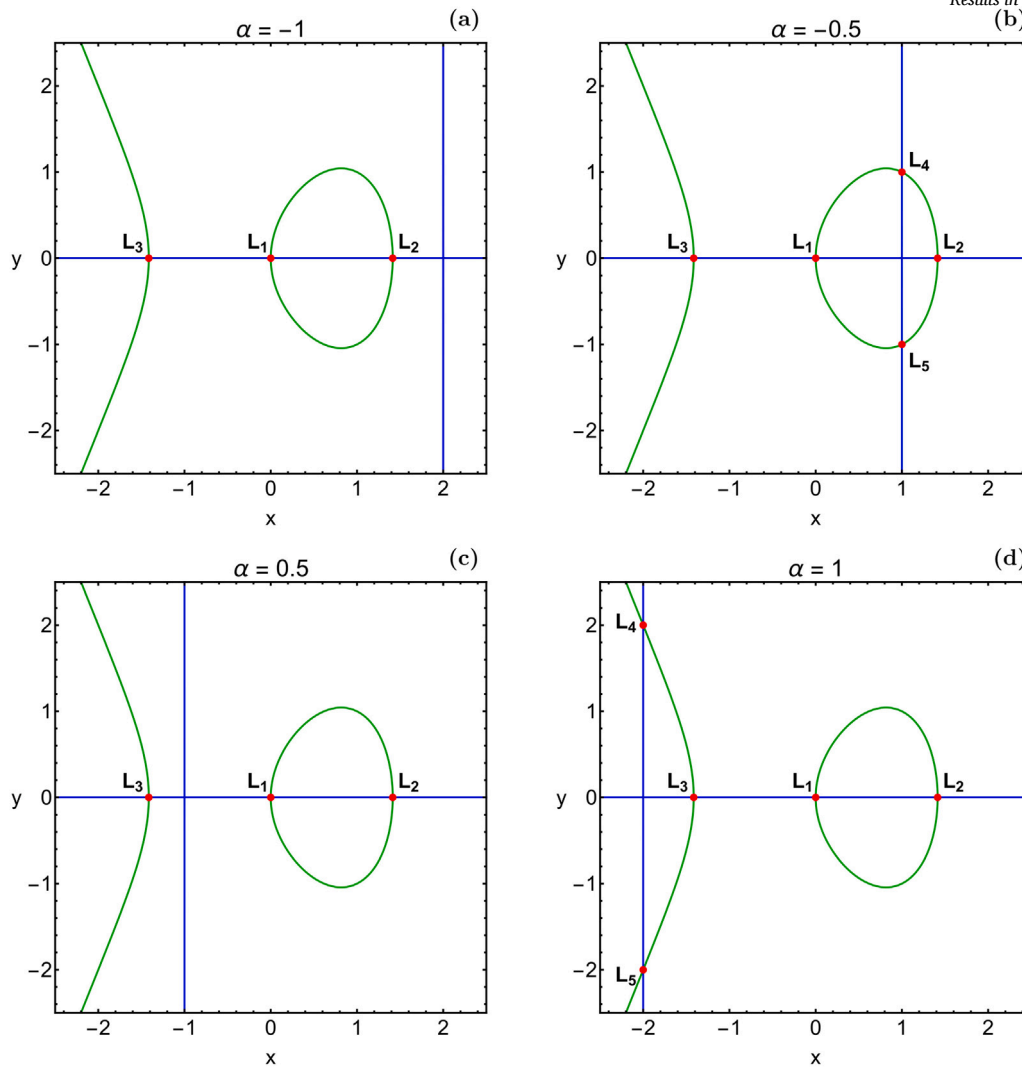 Results in
(a)
α = −1
2
1
0
−1
−2
y
L3
L1
L2
−2
−1
0
1
2
x
(b)
α = −0.5
2
1
0
−1
−2
y
L4
L3
L1
L2
L5
−2
−1
0
1
2
x
(c)
α = 0.5
2
1
0
−1
−2
y
L3
L1
L2
−2
−1
0
1
2
x
(d)
α = 1
2
1
0
−1
−2
y
L4
L3
L1
L2
L5
−2
−1
0
1
2
x